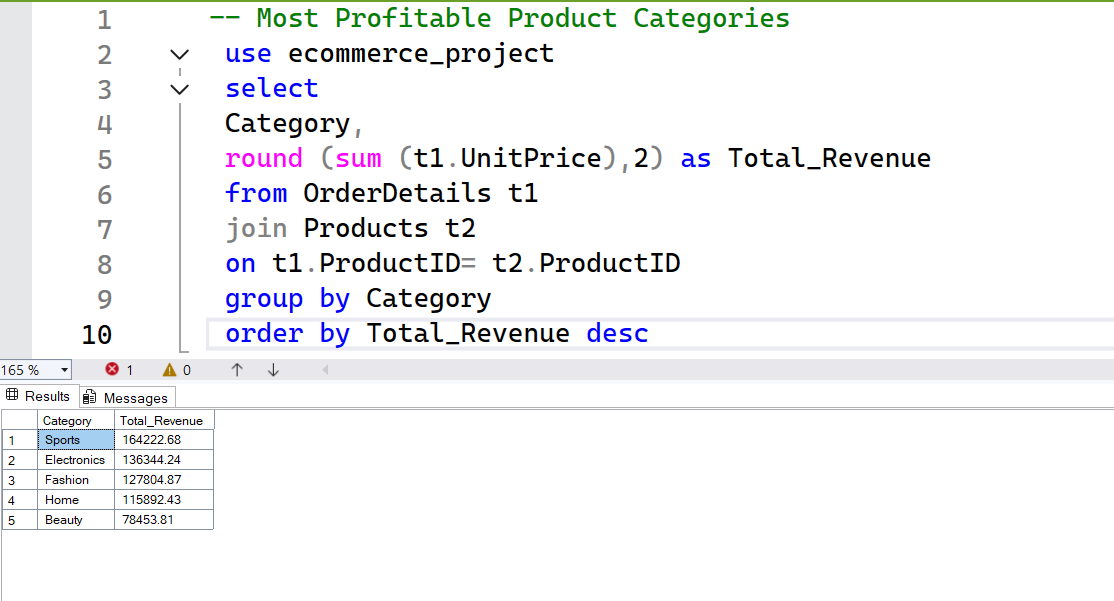 1 -- Most Profitable Product Categories
2 use ecommerce_project
3 select
4 Category,
5 round (sum (t1.UnitPrice),2) as Total_Revenue
6 from OrderDetails t1
7 join Products t2
8 on t1.ProductID= t2.ProductID
9 group by Category
10 order by Total_Revenue desc
165 % 1 0
Results Messages
Category Total_Revenue
1 Sports 164222.68
2 Electronics 136344.24
3 Fashion 127804.87
4 Home 115892.43
5 Beauty 78453.81